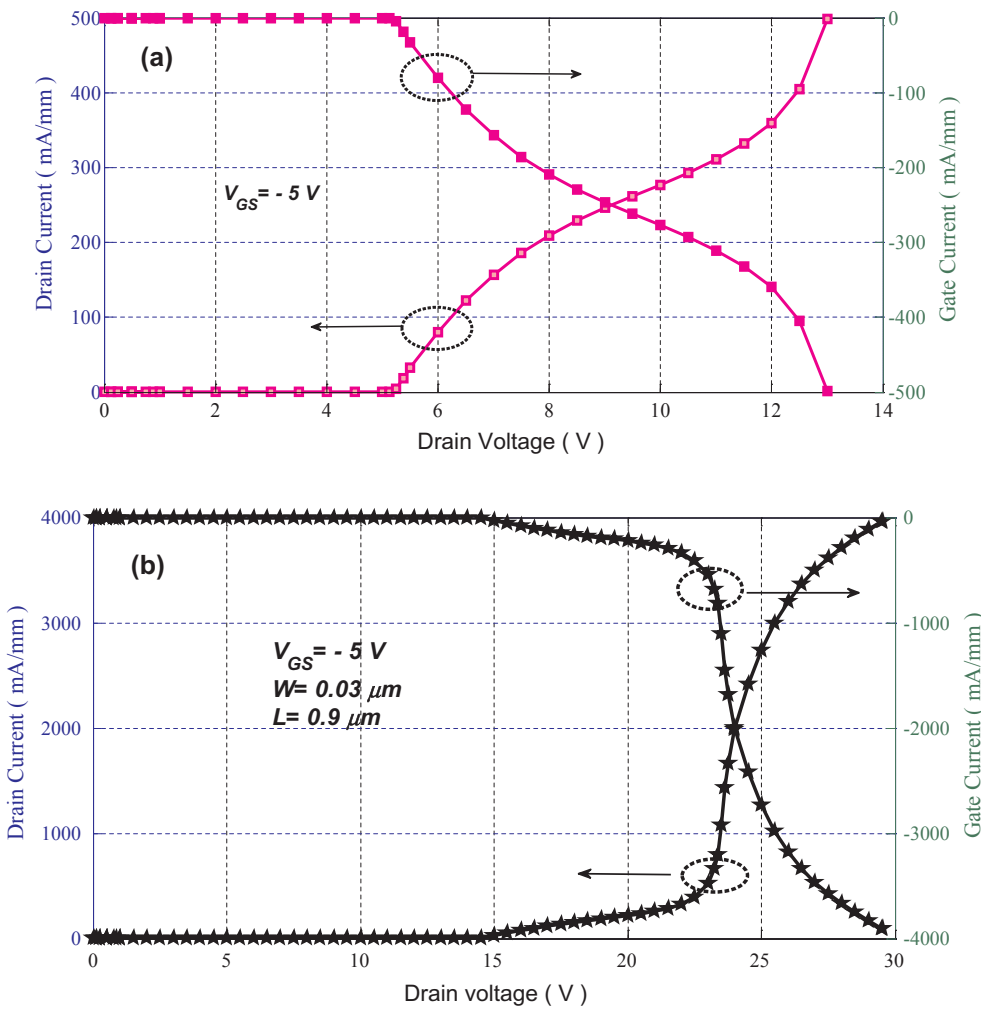 (a)
500
400
300
200
100
0
Drain Current ( mA/mm )
0
-100
-200
-300
-400
-500
Gate Current ( mA/mm )
V_GS= - 5 V
0 2 4 6 8 10 12 14
Drain Voltage ( V )
(b)
4000
3000
2000
1000
0
Drain Current ( mA/mm)
0
-1000
-2000
-3000
-4000
Gate Current ( mA/mm )
V_GS= - 5 V
W= 0.03 μm
L= 0.9 μm
0 5 10 15 20 25 30
Drain voltage ( V )